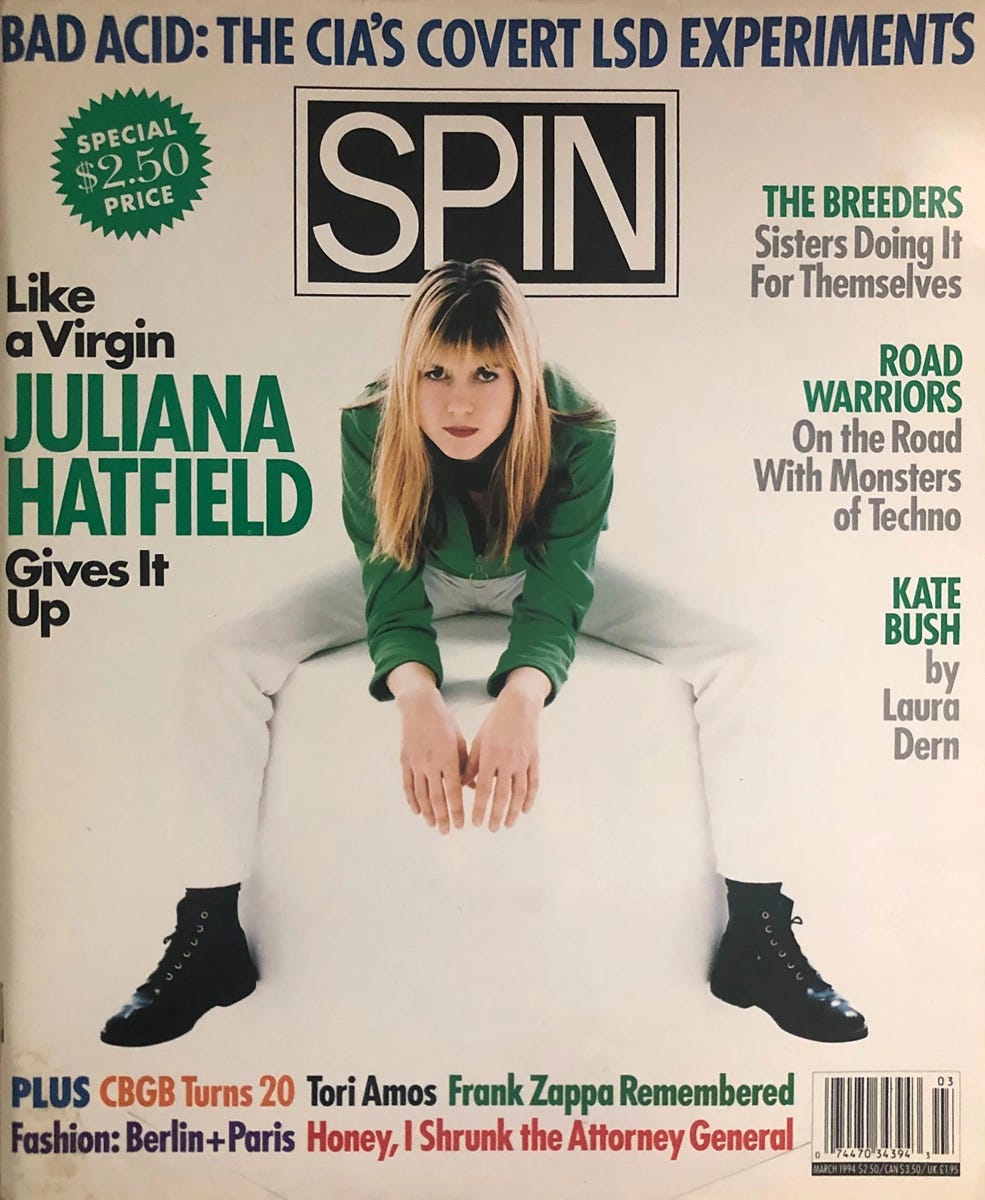 BAD ACID: THE CIA'S COVERT LSD EXPERIMENTS
SPECIAL
$2.50
PRICE
SPIN
Like
a Virgin
JULIANA
HATFIELD
Gives It
Up
THE BREEDERS
Sisters Doing It
For Themselves
ROAD
WARRIORS
On the Road
With Monsters
of Techno
KATE
BUSH
by
Laura
Dern
PLUS CBGB Turns 20 Tori Amos Frank Zappa Remembered
Fashion: Berlin+Paris Honey, I Shrunk the Attorney General
03
0 74470 34394 3
MARCH 1994 $2.50/CAN $3.50/UK £1.95